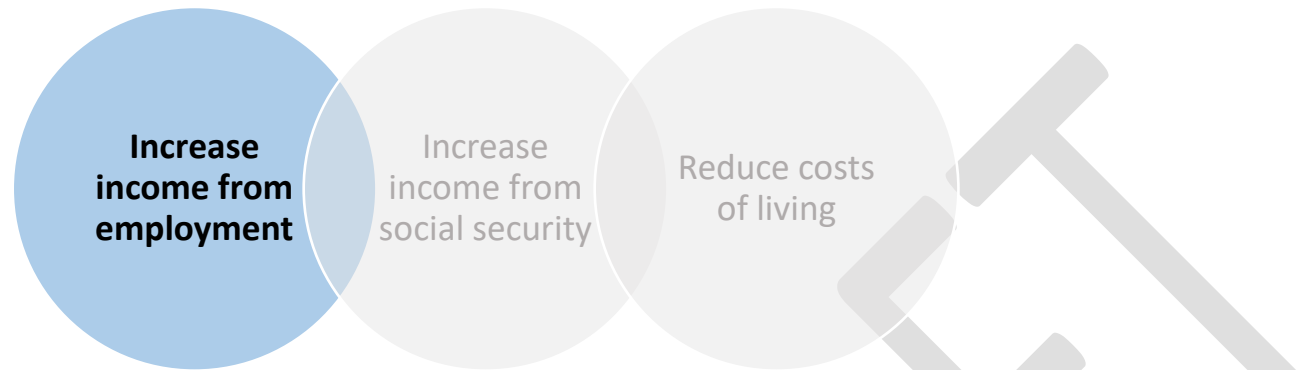 Increase
income from
employment
Increase
income from
social security
Reduce costs
of living